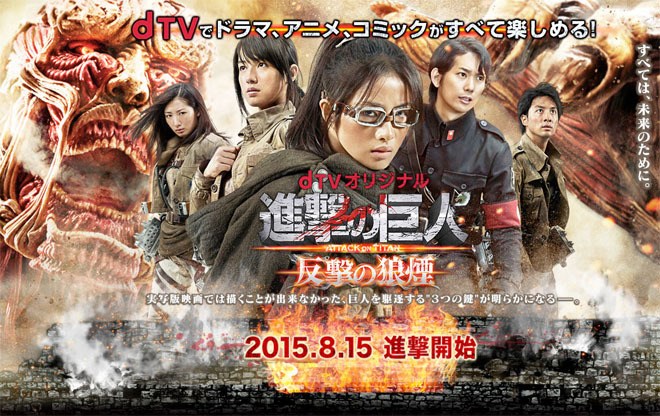 dTVでドラマ、アニメ、コミックがすべて楽しめる!
すべては、未来のために。
dTVオリジナル
進撃の巨人
ATTACK ON TITAN
反撃の狼煙
実写版映画では描くことが出来なかった、巨人を駆逐する"3つの鍵"が明らかになる──。
2015.8.15 進撃開始